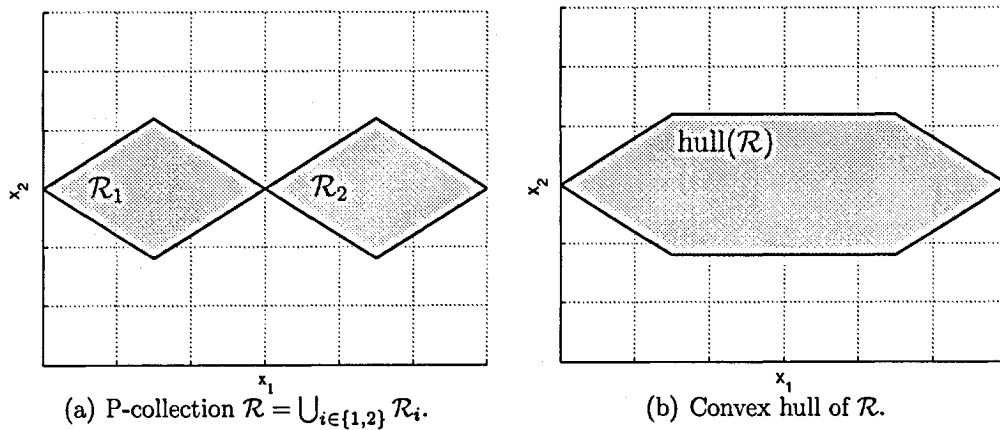 x₂
ℛ₁
ℛ₂
x₁
(a) P-collection ℛ = ⋃_{i∈{1,2}} ℛᵢ.
x₂
hull(ℛ)
x₁
(b) Convex hull of ℛ.